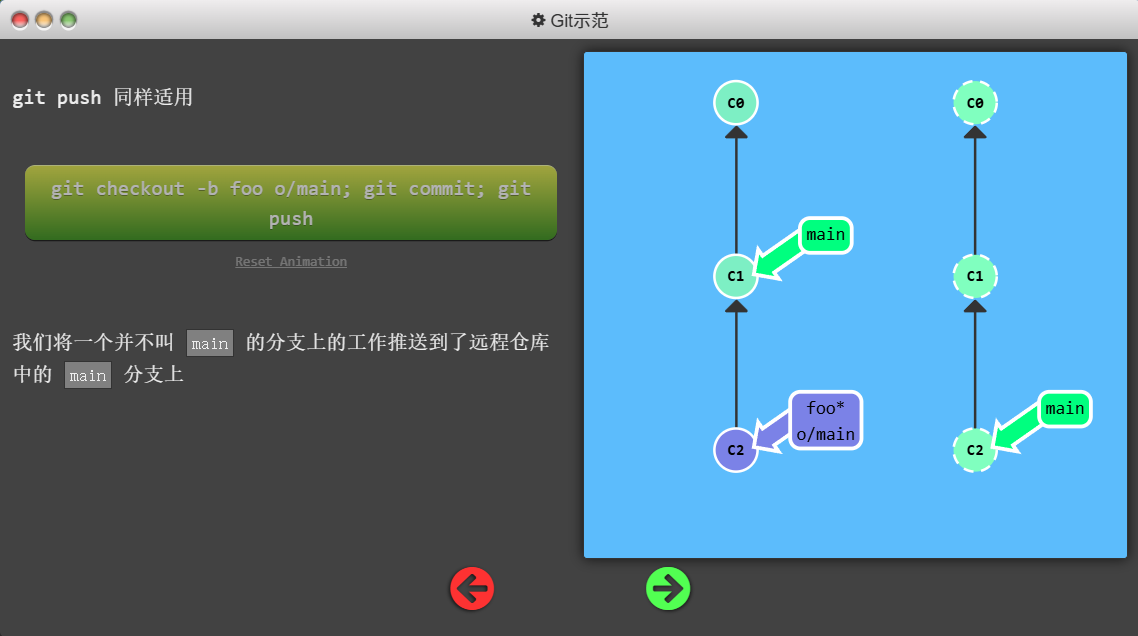 Git示范
git push 同样适用
git checkout -b foo o/main; git commit; git
push
Reset Animation
我们将一个并不叫 main 的分支上的工作推送到了远程仓库
中的 main 分支上
C0
C0
main
C1
C1
foo*
o/main
main
C2
C2